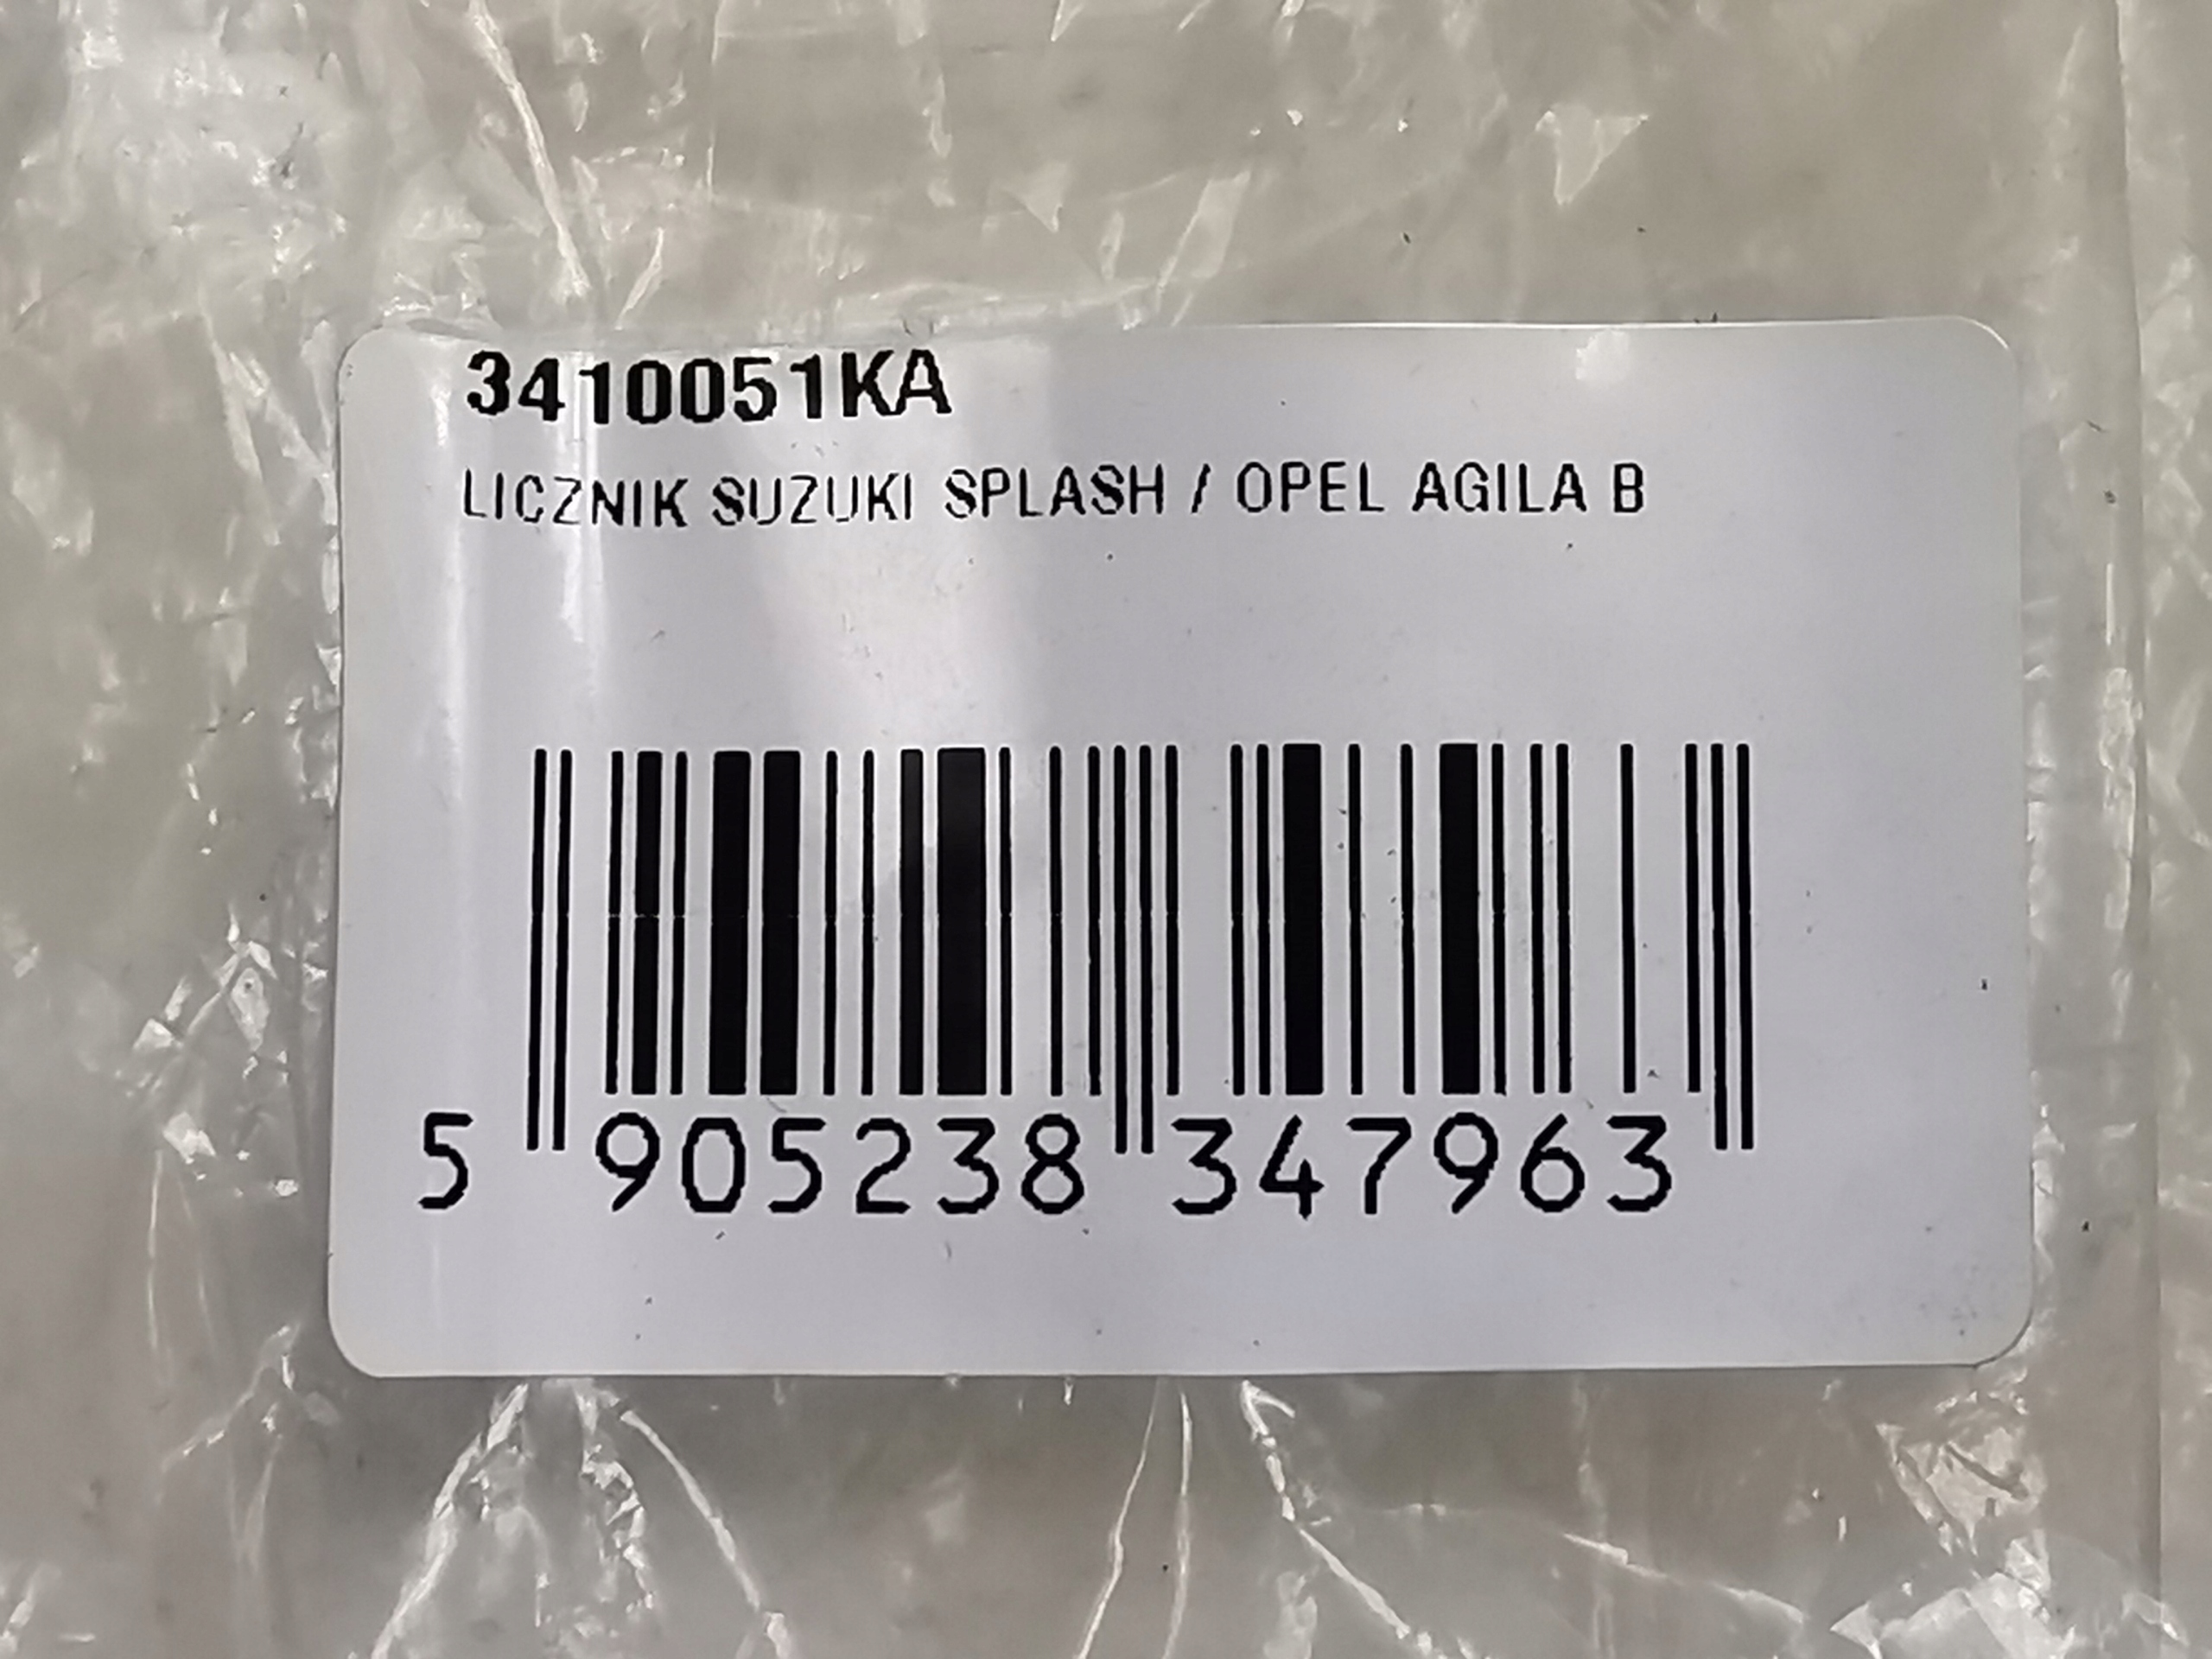 3410051KA
LICZNIK SUZUKI SPLASH / OPEL AGILA B
5 905238 347963